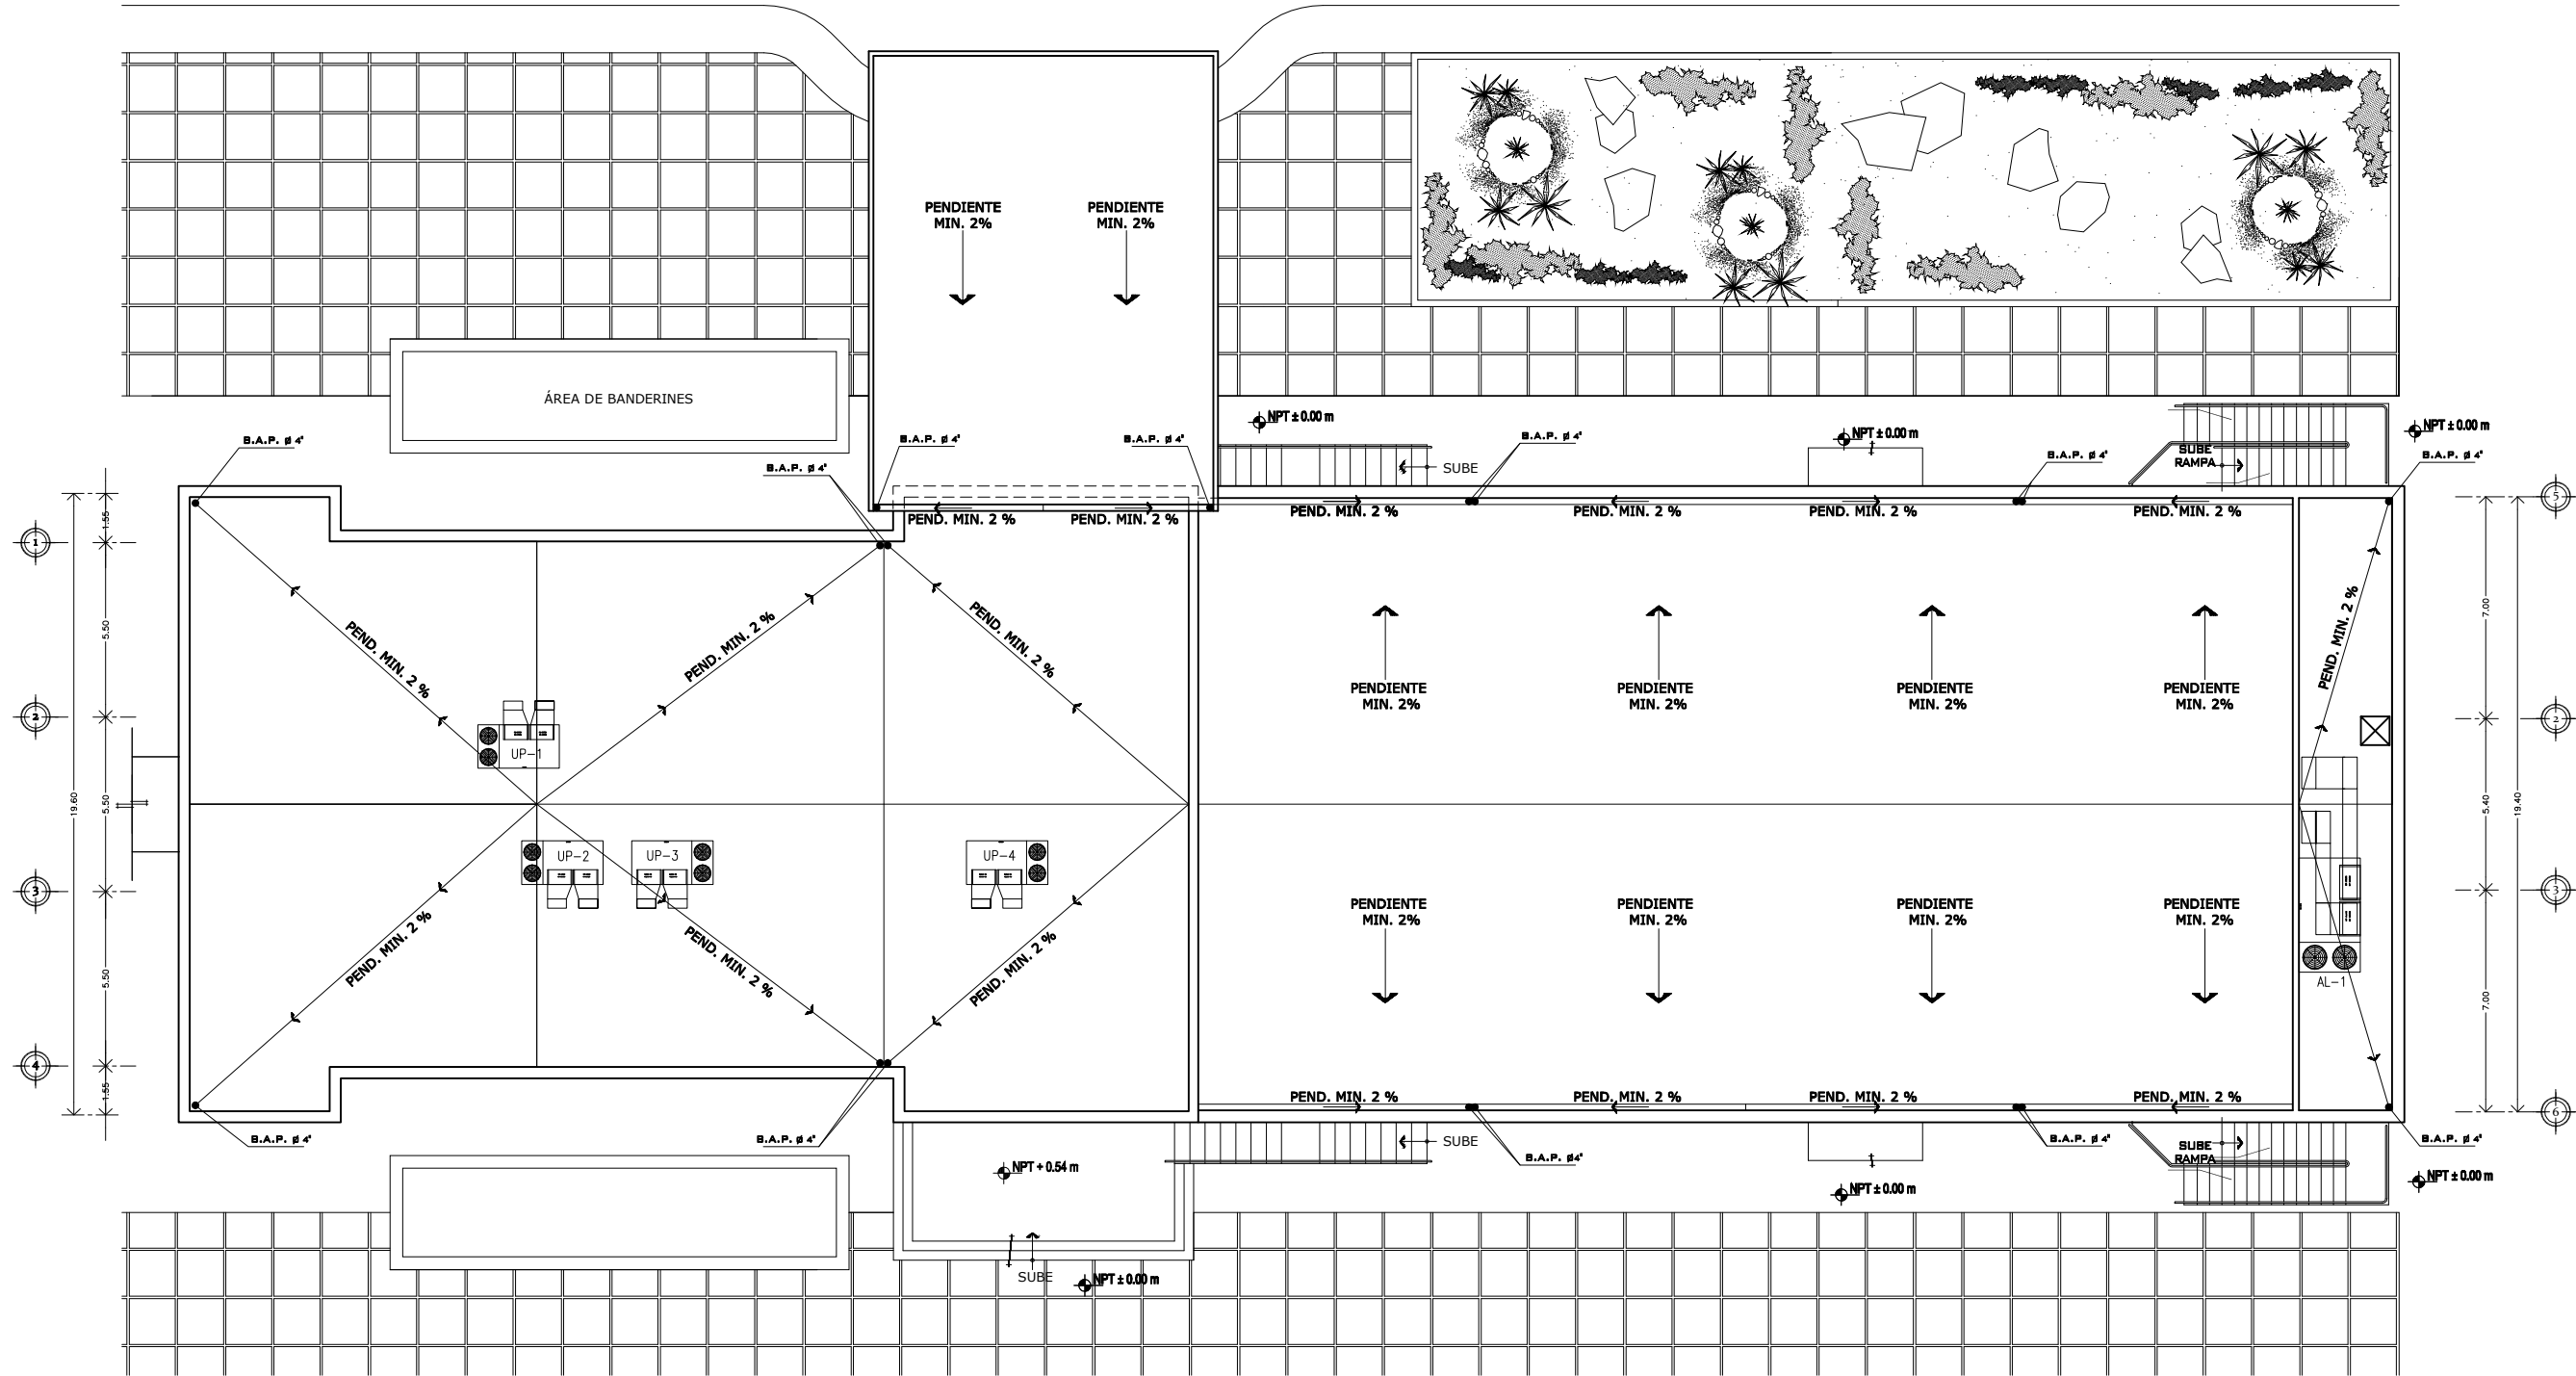 PENDIENTE
MIN. 2%
PENDIENTE
MIN. 2%
ÁREA DE BANDERINES
B.A.P. Ø 4"
B.A.P. Ø 4"
B.A.P. Ø 4"
B.A.P. Ø 4"
NPT ± 0.00 m
SUBE
B.A.P. Ø 4"
NPT ± 0.00 m
B.A.P. Ø 4"
SUBE
RAMPA
NPT ± 0.00 m
B.A.P. Ø 4"
PEND. MIN. 2 %
PEND. MIN. 2 %
PEND. MIN. 2 %
PEND. MIN. 2 %
PEND. MIN. 2 %
PEND. MIN. 2 %
1
2
3
4
1.55
5.50
5.50
5.50
1.55
19.60
5
2
3
6
7.00
5.40
7.00
19.40
PEND. MIN. 2 %
PEND. MIN. 2 %
PEND. MIN. 2 %
PEND. MIN. 2 %
PENDIENTE
MIN. 2%
PENDIENTE
MIN. 2%
PENDIENTE
MIN. 2%
PENDIENTE
MIN. 2%
UP-1
UP-2
UP-3
UP-4
PEND. MIN. 2 %
PEND. MIN. 2 %
PEND. MIN. 2 %
PENDIENTE
MIN. 2%
PENDIENTE
MIN. 2%
PENDIENTE
MIN. 2%
PENDIENTE
MIN. 2%
AL-1
PEND. MIN. 2 %
PEND. MIN. 2 %
PEND. MIN. 2 %
PEND. MIN. 2 %
B.A.P. Ø 4"
B.A.P. Ø 4"
SUBE
B.A.P. Ø4"
B.A.P. Ø 4"
SUBE
RAMPA
B.A.P. Ø 4"
NPT + 0.54 m
NPT ± 0.00 m
NPT ± 0.00 m
SUBE
NPT ± 0.00 m